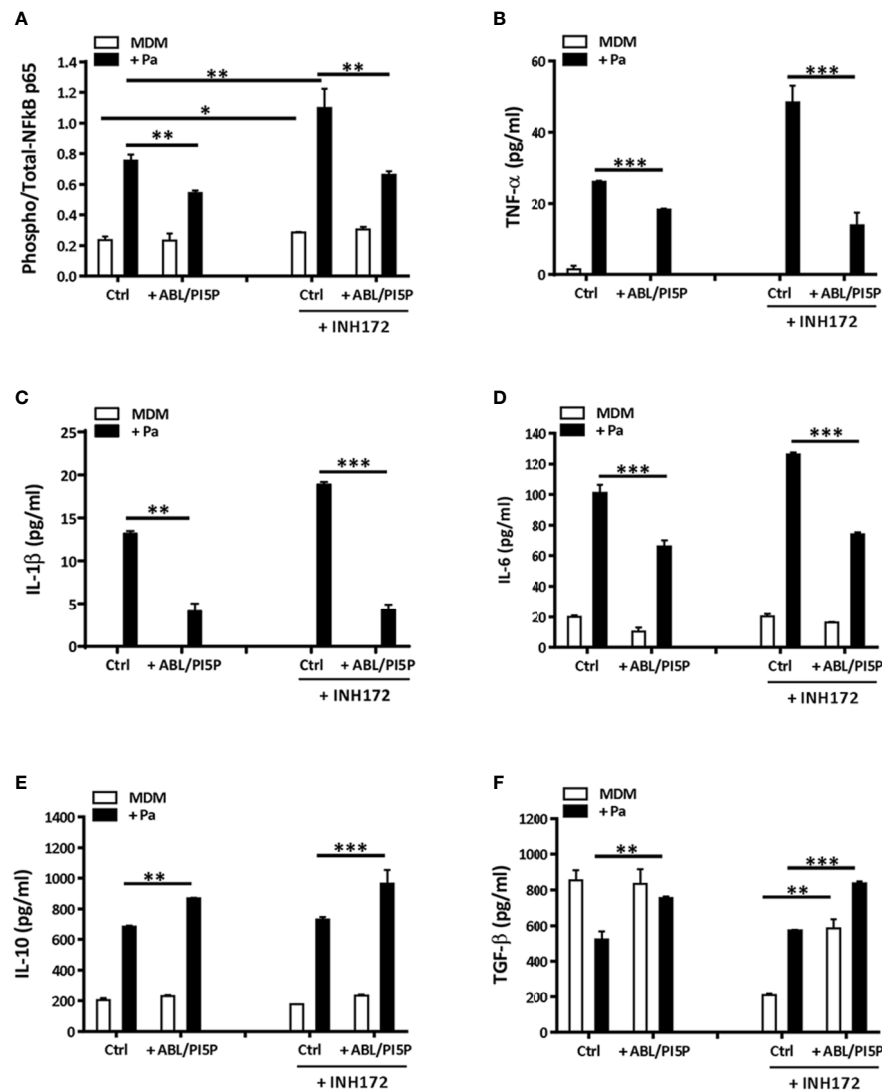 A
MDM
+ Pa
Phospho/Total-NFkB p65
1.4
1.2
1.0
0.8
0.6
0.4
0.2
0.0
**
**
*
**
Ctrl
+ ABL/PI5P
Ctrl
+ ABL/PI5P
+ INH172
B
MDM
+ Pa
TNF-α (pg/ml)
60
40
20
0
***
***
Ctrl
+ ABL/PI5P
Ctrl
+ ABL/PI5P
+ INH172
C
MDM
+ Pa
IL-1β (pg/ml)
25
20
15
10
5
0
**
***
Ctrl
+ ABL/PI5P
Ctrl
+ ABL/PI5P
+ INH172
D
MDM
+ Pa
IL-6 (pg/ml)
140
120
100
80
60
40
20
0
***
***
Ctrl
+ ABL/PI5P
Ctrl
+ ABL/PI5P
+ INH172
E
MDM
+ Pa
IL-10 (pg/ml)
1400
1200
1000
800
600
400
200
0
**
***
Ctrl
+ ABL/PI5P
Ctrl
+ ABL/PI5P
+ INH172
F
MDM
+ Pa
TGF-β (pg/ml)
1200
1000
800
600
400
200
0
**
***
**
Ctrl
+ ABL/PI5P
Ctrl
+ ABL/PI5P
+ INH172